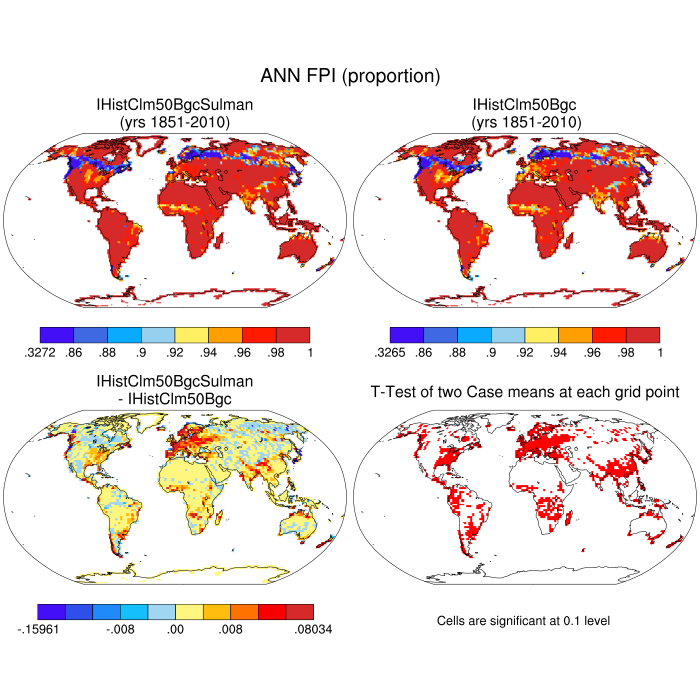 ANN FPI (proportion)
IHistClm50BgcSulman
(yrs 1851-2010)
IHistClm50Bgc
(yrs 1851-2010)
.3272 .86 .88 .9 .92 .94 .96 .98 1
.3265 .86 .88 .9 .92 .94 .96 .98 1
IHistClm50BgcSulman
- IHistClm50Bgc
T-Test of two Case means at each grid point
-.15961 -.008 .00 .008 .08034
Cells are significant at 0.1 level